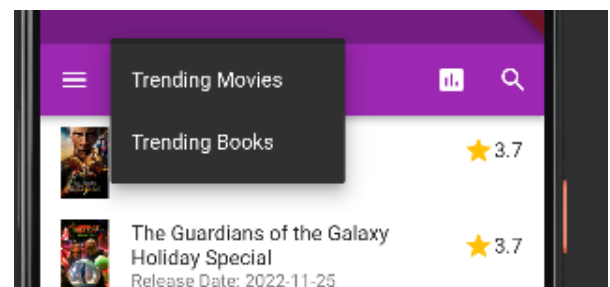 Trending Movies
Trending Books
3.7
The Guardians of the Galaxy
Holiday Special
3.7
Release Date: 2022-11-25